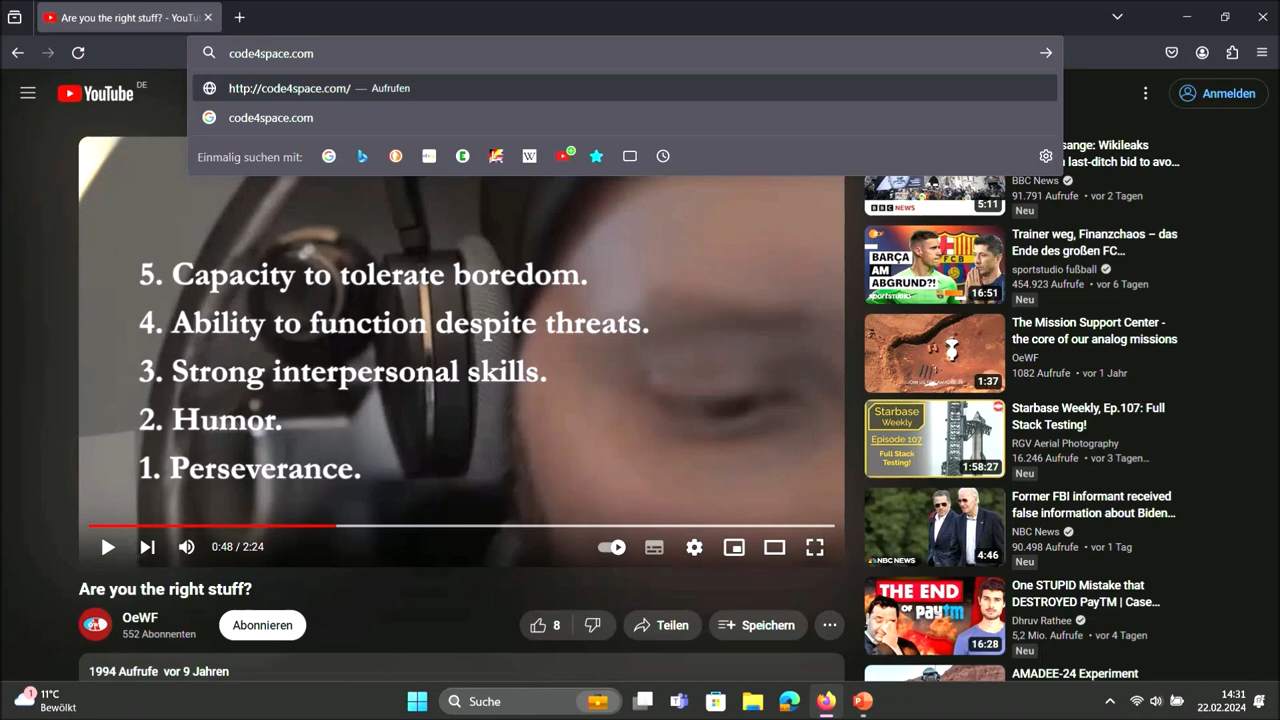 Are you the right stuff? - YouTu
code4space.com
http://code4space.com/ — Aufrufen
code4space.com
Einmalig suchen mit:
YouTube DE
Anmelden
5. Capacity to tolerate boredom.
4. Ability to function despite threats.
3. Strong interpersonal skills.
2. Humor.
1. Perseverance.
0:48 / 2:24
Are you the right stuff?
OeWF
552 Abonnenten
Abonnieren
8
Teilen
Speichern
1994 Aufrufe vor 9 Jahren
ange: Wikileaks
last-ditch bid to avo...
BBC News
91.791 Aufrufe • vor 2 Tagen
Neu
BBC NEWS
5:11
Trainer weg, Finanzchaos – das
Ende des großen FC...
sportstudio fußball
454.923 Aufrufe • vor 6 Tagen
Neu
BARÇA
AM
ABGRUND?!
sportstudio
16:51
The Mission Support Center -
the core of our analog missions
OeWF
1082 Aufrufe • vor 1 Jahr
1:37
Starbase Weekly, Ep.107: Full
Stack Testing!
RGV Aerial Photography
16.246 Aufrufe • vor 3 Tagen...
Neu
Starbase
Weekly
Episode 107
Full Stack
Testing!
1:58:27
Former FBI informant received
false information about Biden...
NBC News
90.498 Aufrufe • vor 1 Tag
Neu
NBC NEWS
4:46
One STUPID Mistake that
DESTROYED PayTM | Case...
Dhruv Rathee
5,2 Mio. Aufrufe • vor 4 Tagen
Neu
THE END
OF paytm
16:28
AMADEE-24 Experiment
1
11°C
Bewölkt
Suche
14:31
22.02.2024